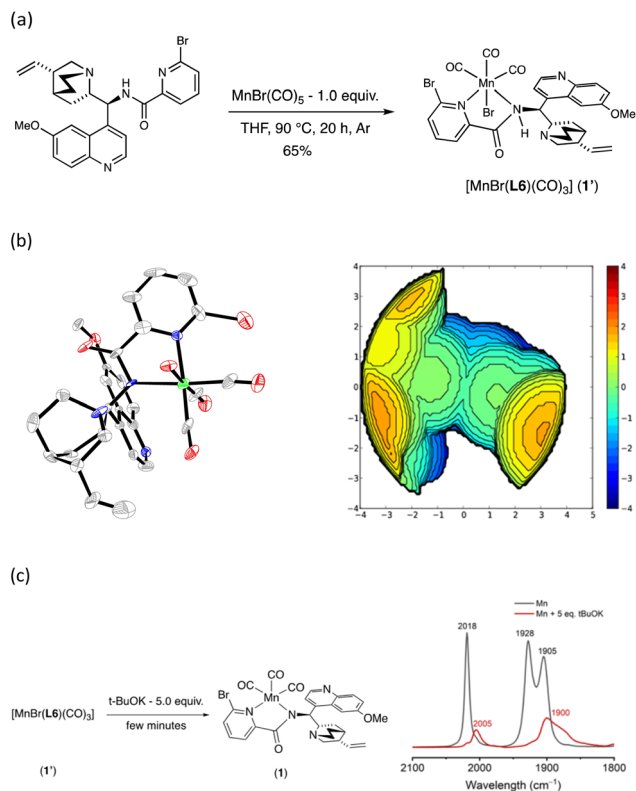 (a)
Br
N
NH
N
O
MeO
N
MnBr(CO)5 - 1.0 equiv.
THF, 90 °C, 20 h, Ar
65%
CO
OC
CO
Br
Mn
N
N
Br
N
H
O
N
OMe
[MnBr(L6)(CO)3] (1’)
(b)
4
3
2
1
0
−1
−2
−3
−4
−4 −3 −2 −1 0 1 2 3 4 5
4
3
2
1
0
−1
−2
−3
−4
(c)
[MnBr(L6)(CO)3]
(1’)
t-BuOK - 5.0 equiv.
few minutes
CO
OC
CO
Br
Mn
N
N
N
OMe
N
O
(1)
Mn
Mn + 5 eq. tBuOK
2018
1928
1905
2005
1900
2100 2000 1900 1800
Wavelength (cm⁻¹)